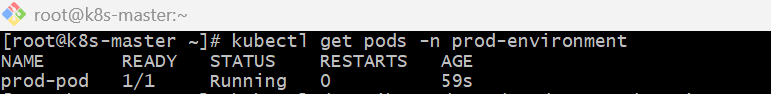 root@k8s-master:~
[root@k8s-master ~]# kubectl get pods -n prod-environment
NAME READY STATUS RESTARTS AGE
prod-pod 1/1 Running 0 59s